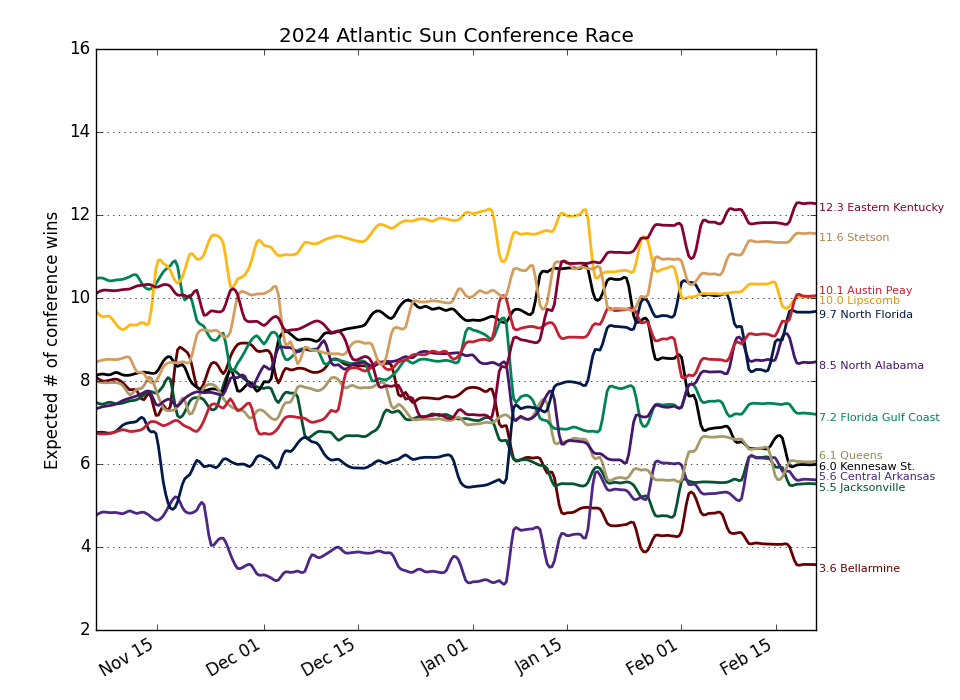 2024 Atlantic Sun Conference Race
Expected # of conference wins
16
14
12
10
8
6
4
2
12.3 Eastern Kentucky
11.6 Stetson
10.1 Austin Peay
10.0 Lipscomb
9.7 North Florida
8.5 North Alabama
7.2 Florida Gulf Coast
6.1 Queens
6.0 Kennesaw St.
5.6 Central Arkansas
5.5 Jacksonville
3.6 Bellarmine
Nov 15
Dec 01
Dec 15
Jan 01
Jan 15
Feb 01
Feb 15